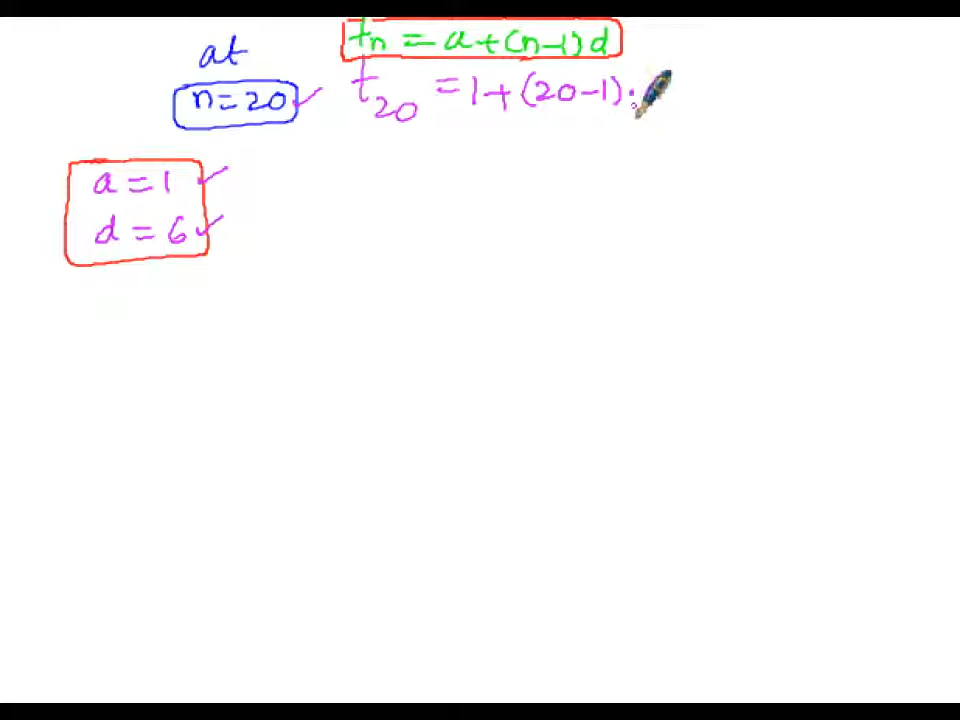 tn = a+(n-1)d
at
n=20
t20 = 1+(20-1).
a = 1
d = 6